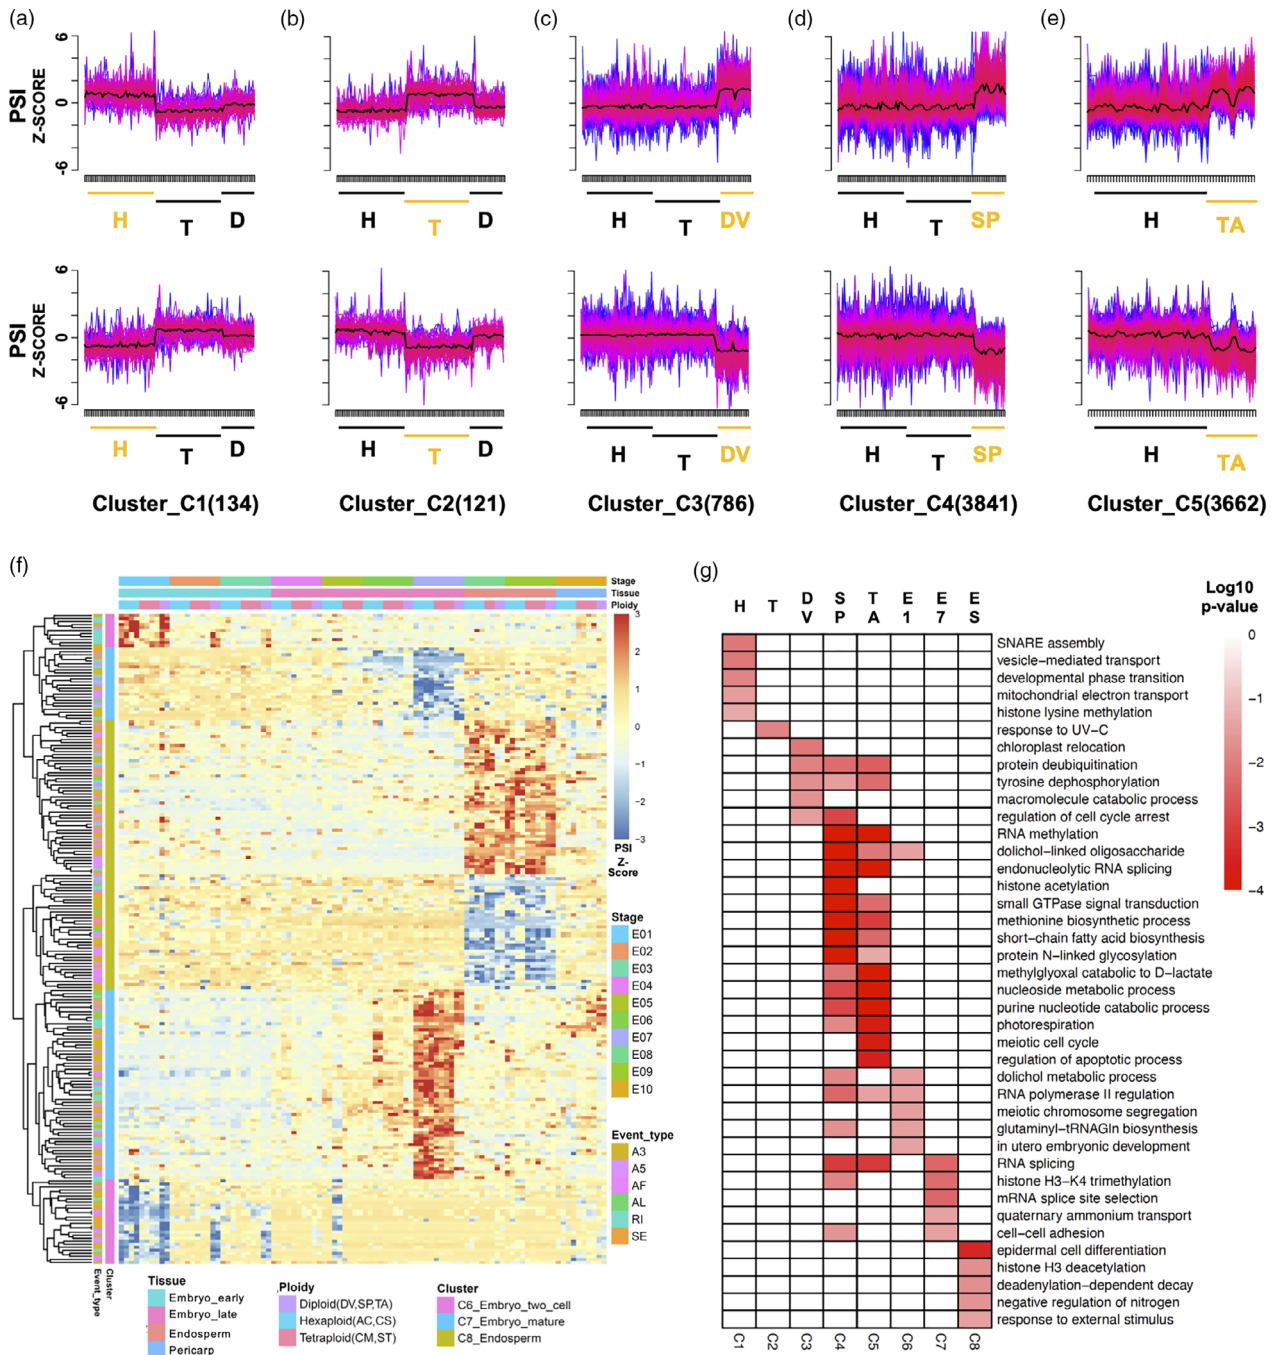 (a) (b) (c) (d) (e)
PSI
Z-SCORE
6
0
-6
H T D
H T D
H T DV
H T SP
H TA
PSI
Z-SCORE
6
0
-6
H T D
H T D
H T DV
H T SP
H TA
Cluster_C1(134) Cluster_C2(121) Cluster_C3(786) Cluster_C4(3841) Cluster_C5(3662)
(f)
Stage
Tissue
Ploidy
3
2
1
0
−1
−2
−3
PSI
Z-
Score
Stage
E01
E02
E03
E04
E05
E06
E07
E08
E09
E10
Event_type
A3
A5
AF
AL
RI
SE
Event_type
Cluster
Tissue
Embryo_early
Embryo_late
Endosperm
Pericarp
Ploidy
Diploid(DV,SP,TA)
Hexaploid(AC,CS)
Tetraploid(CM,ST)
Cluster
C6_Embryo_two_cell
C7_Embryo_mature
C8_Endosperm
(g)
H T DV SP TA E1 E7 ES
Log10
p-value
0
−1
−2
−3
−4
SNARE assembly
vesicle−mediated transport
developmental phase transition
mitochondrial electron transport
histone lysine methylation
response to UV−C
chloroplast relocation
protein deubiquitination
tyrosine dephosphorylation
macromolecule catabolic process
regulation of cell cycle arrest
RNA methylation
dolichol−linked oligosaccharide
endonucleolytic RNA splicing
histone acetylation
small GTPase signal transduction
methionine biosynthetic process
short−chain fatty acid biosynthesis
protein N−linked glycosylation
methylglyoxal catabolic to D−lactate
nucleoside metabolic process
purine nucleotide catabolic process
photorespiration
meiotic cell cycle
regulation of apoptotic process
dolichol metabolic process
RNA polymerase II regulation
meiotic chromosome segregation
glutaminyl−tRNAGln biosynthesis
in utero embryonic development
RNA splicing
histone H3−K4 trimethylation
mRNA splice site selection
quaternary ammonium transport
cell−cell adhesion
epidermal cell differentiation
histone H3 deacetylation
deadenylation−dependent decay
negative regulation of nitrogen
response to external stimulus
C1 C2 C3 C4 C5 C6 C7 C8